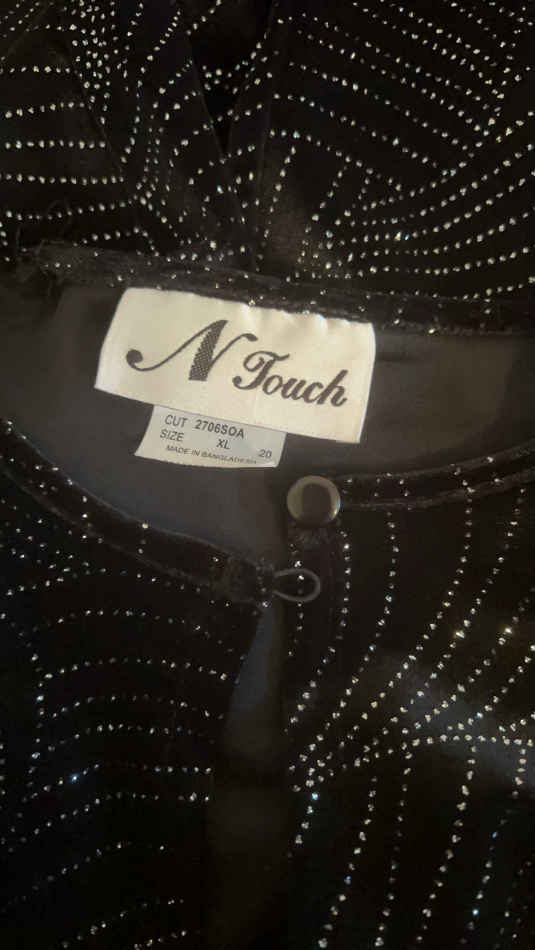 N Touch
CUT 2706SOA
SIZE XL 20
MADE IN BANGLADESH